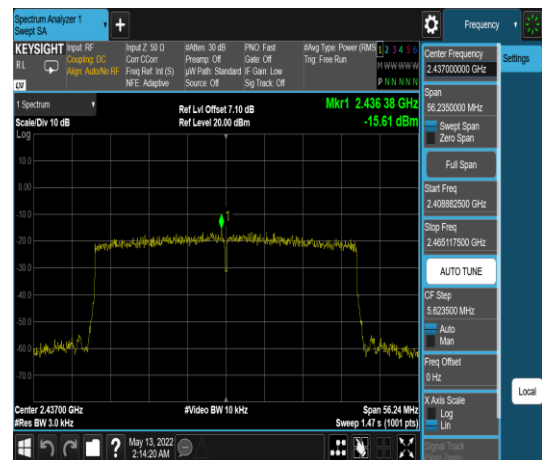 Spectrum Analyzer 1
Swept SA
Frequency
KEYSIGHT
RL
Input: RF
Coupling: DC
Align: Auto/No RF
Input Z: 50 Ω
Corr CCorr
Freq Ref: Int (S)
NFE: Adaptive
#Atten: 30 dB
Preamp: Off
µW Path: Standard
Source: Off
PNO: Fast
Gate: Off
IF Gain: Low
Sig Track: Off
#Avg Type: Power (RMS
Trig: Free Run
1 2 3 4 5 6
M W W W W W
P N N N N N
1 Spectrum
Scale/Div 10 dB
Ref Lvl Offset 7.10 dB
Ref Level 20.00 dBm
Mkr1 2.436 38 GHz
-15.61 dBm
Log
10.0
0.00
-10.0
-20.0
-30.0
-40.0
-50.0
-60.0
-70.0
1
Center 2.43700 GHz
#Res BW 3.0 kHz
#Video BW 10 kHz
Span 56.24 MHz
Sweep 1.47 s (1001 pts)
May 13, 2022
2:14:20 AM
Center Frequency
2.437000000 GHz
Span
56.2350000 MHz
Swept Span
Zero Span
Full Span
Start Freq
2.408882500 GHz
Stop Freq
2.465117500 GHz
AUTO TUNE
CF Step
5.623500 MHz
Auto
Man
Freq Offset
0 Hz
X Axis Scale
Log
Lin
Signal Track
Settings
Local